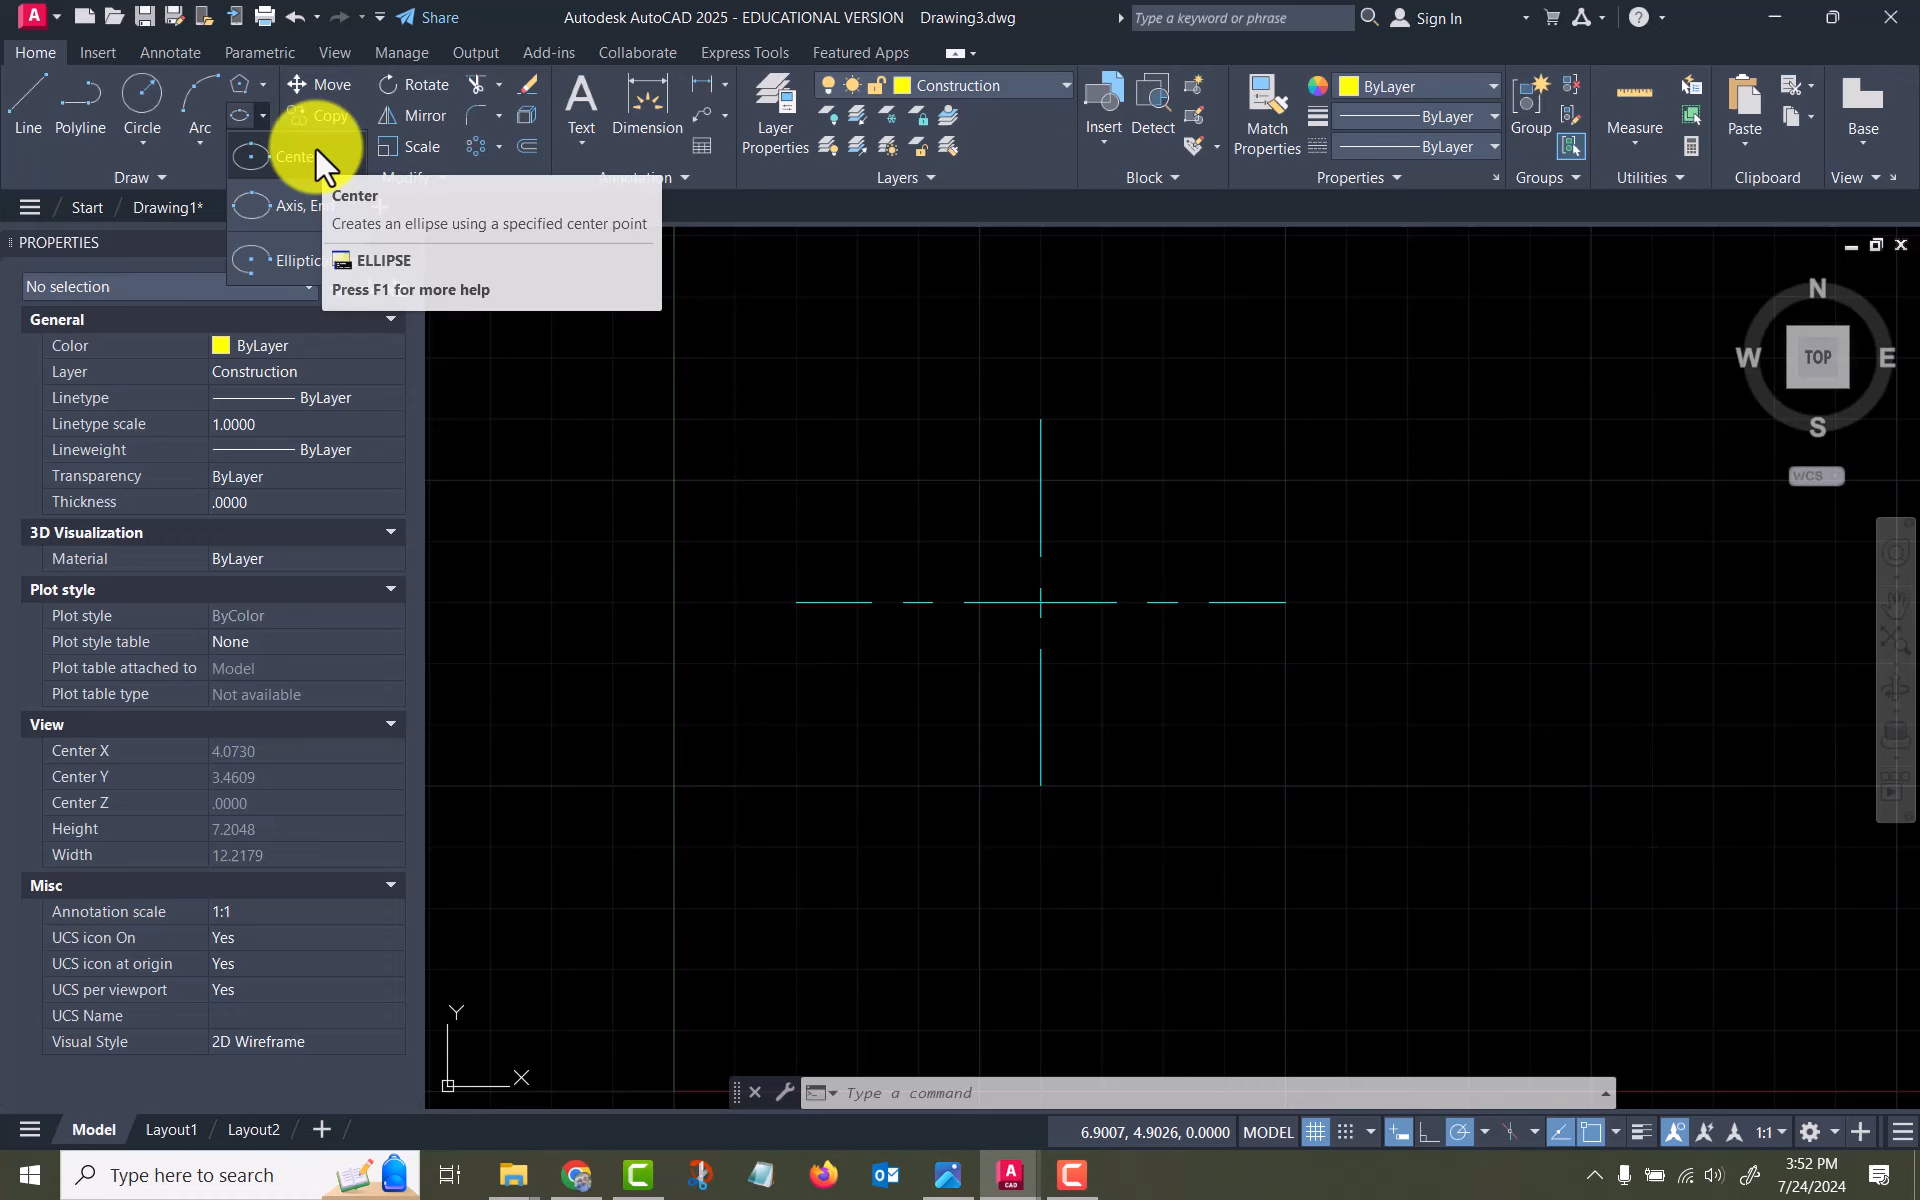 Share
Autodesk AutoCAD 2025 - EDUCATIONAL VERSION Drawing3.dwg
Type a keyword or phrase
Sign In
Home Insert Annotate Parametric View Manage Output Add-ins Collaborate Express Tools Featured Apps
Move Rotate
Copy Mirror
Scale
Line Polyline Circle Arc
Center
Text Dimension
Layer Properties
Construction
Insert Detect
Match Properties
ByLayer
ByLayer
ByLayer
Group Measure Paste Base
Draw Modify Annotation Layers Block Properties Groups Utilities Clipboard View
Start Drawing1*
Axis, En
Elliptic
Center
Creates an ellipse using a specified center point
ELLIPSE
Press F1 for more help
PROPERTIES
No selection
General
Color ByLayer
Layer Construction
Linetype ByLayer
Linetype scale 1.0000
Lineweight ByLayer
Transparency ByLayer
Thickness .0000
3D Visualization
Material ByLayer
Plot style
Plot style ByColor
Plot style table None
Plot table attached to Model
Plot table type Not available
View
Center X 4.0730
Center Y 3.4609
Center Z .0000
Height 7.2048
Width 12.2179
Misc
Annotation scale 1:1
UCS icon On Yes
UCS icon at origin Yes
UCS per viewport Yes
UCS Name
Visual Style 2D Wireframe
N
W TOP E
S
WCS
Y
X
Type a command
Model Layout1 Layout2
6.9007, 4.9026, 0.0000 MODEL 1:1
Type here to search
3:52 PM
7/24/2024